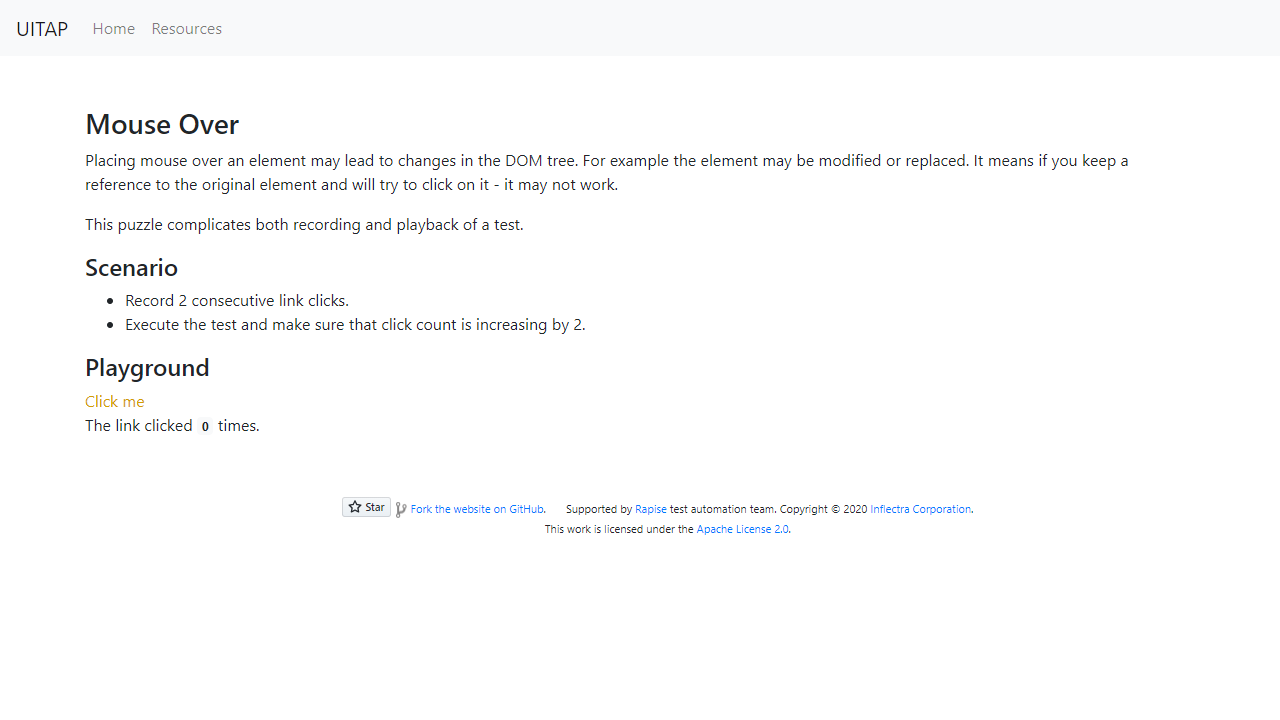 UITAP Home Resources
Mouse Over
Placing mouse over an element may lead to changes in the DOM tree. For example the element may be modified or replaced. It means if you keep a
reference to the original element and will try to click on it - it may not work.
This puzzle complicates both recording and playback of a test.
Scenario
Record 2 consecutive link clicks.
Execute the test and make sure that click count is increasing by 2.
Playground
Click me
The link clicked 0 times.
Star Fork the website on GitHub. Supported by Rapise test automation team. Copyright © 2020 Inflectra Corporation.
This work is licensed under the Apache License 2.0.